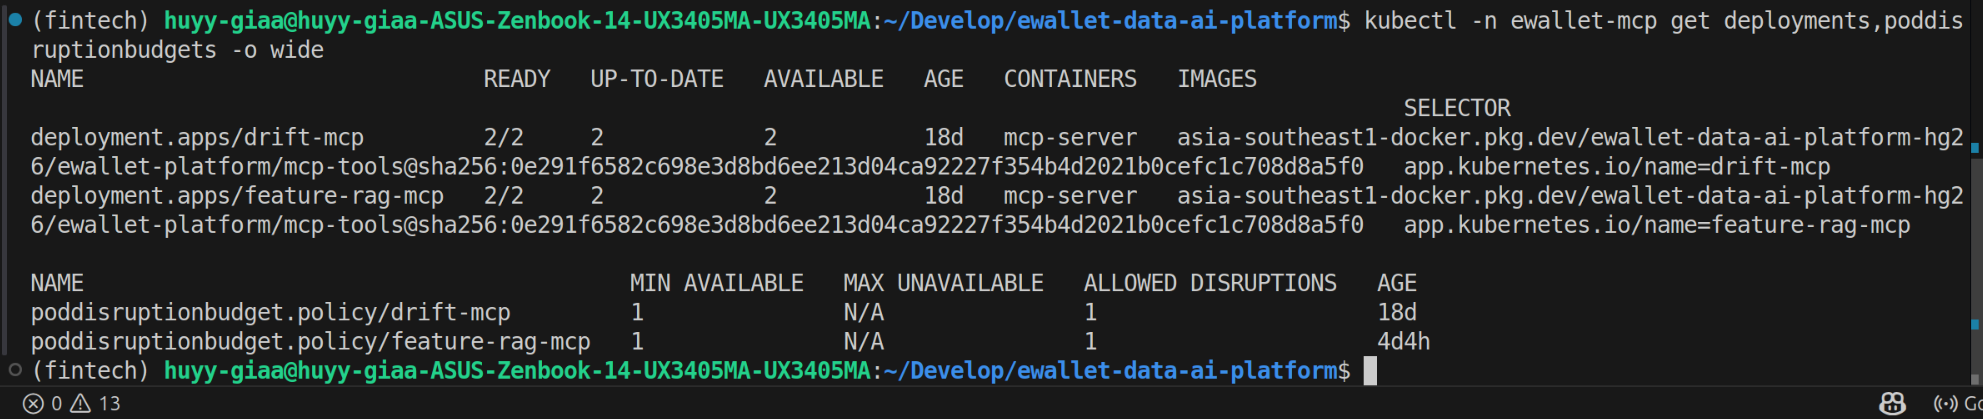 (fintech) huyy-giaa@huyy-giaa-ASUS-Zenbook-14-UX3405MA-UX3405MA:~/Develop/ewallet-data-ai-platform$ kubectl -n ewallet-mcp get deployments,poddis
ruptionbudgets -o wide
NAME READY UP-TO-DATE AVAILABLE AGE CONTAINERS IMAGES
SELECTOR
deployment.apps/drift-mcp 2/2 2 2 18d mcp-server asia-southeast1-docker.pkg.dev/ewallet-data-ai-platform-hg2
6/ewallet-platform/mcp-tools@sha256:0e291f6582c698e3d8bd6ee213d04ca92227f354b4d2021b0cefc1c708d8a5f0 app.kubernetes.io/name=drift-mcp
deployment.apps/feature-rag-mcp 2/2 2 2 18d mcp-server asia-southeast1-docker.pkg.dev/ewallet-data-ai-platform-hg2
6/ewallet-platform/mcp-tools@sha256:0e291f6582c698e3d8bd6ee213d04ca92227f354b4d2021b0cefc1c708d8a5f0 app.kubernetes.io/name=feature-rag-mcp
NAME MIN AVAILABLE MAX UNAVAILABLE ALLOWED DISRUPTIONS AGE
poddisruptionbudget.policy/drift-mcp 1 N/A 1 18d
poddisruptionbudget.policy/feature-rag-mcp 1 N/A 1 4d4h
(fintech) huyy-giaa@huyy-giaa-ASUS-Zenbook-14-UX3405MA-UX3405MA:~/Develop/ewallet-data-ai-platform$
0 13 Go